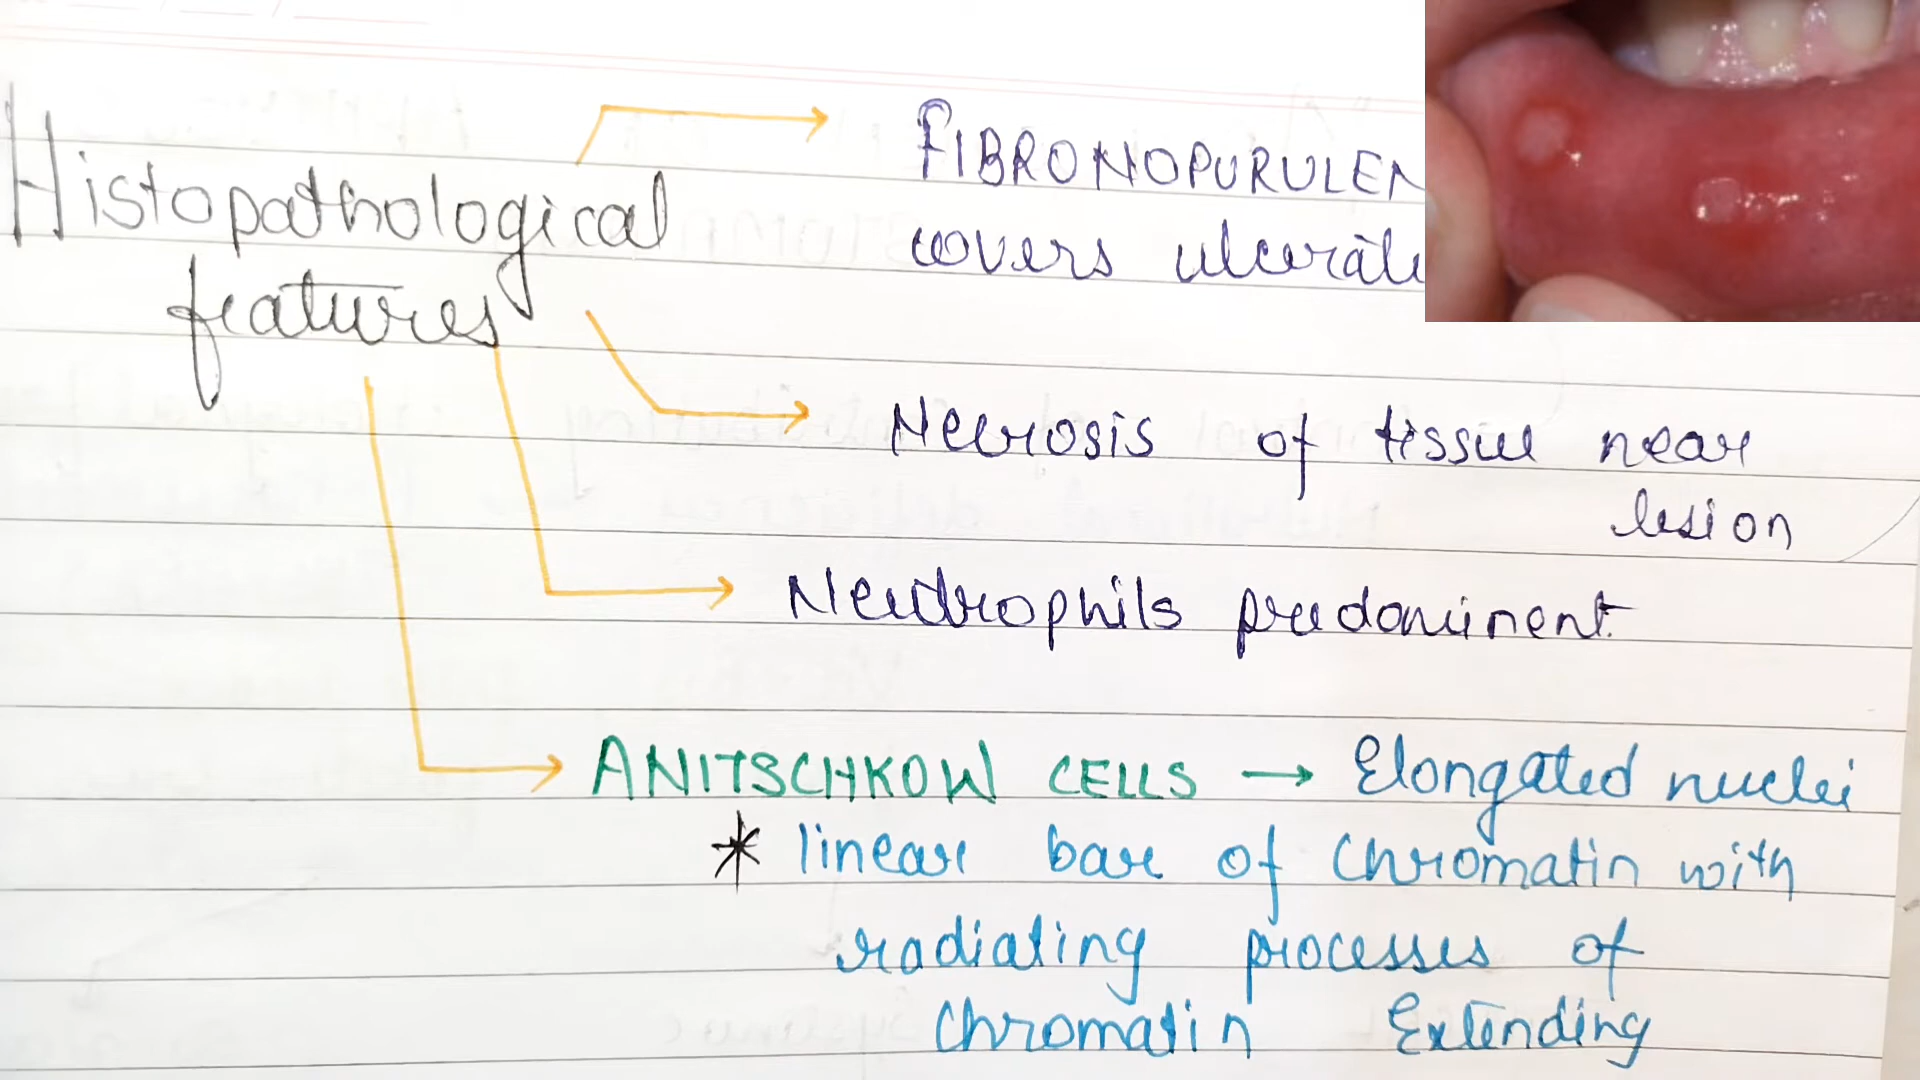 Histopathological
features
FIBRONOPURULEN
covers ulcerate
Necrosis of tissue near
lesion
Neutrophils predominent
ANITSCHKOW CELLS → Elongated nuclei
* linear bar of chromatin with
radiating processes of
chromatin Extending